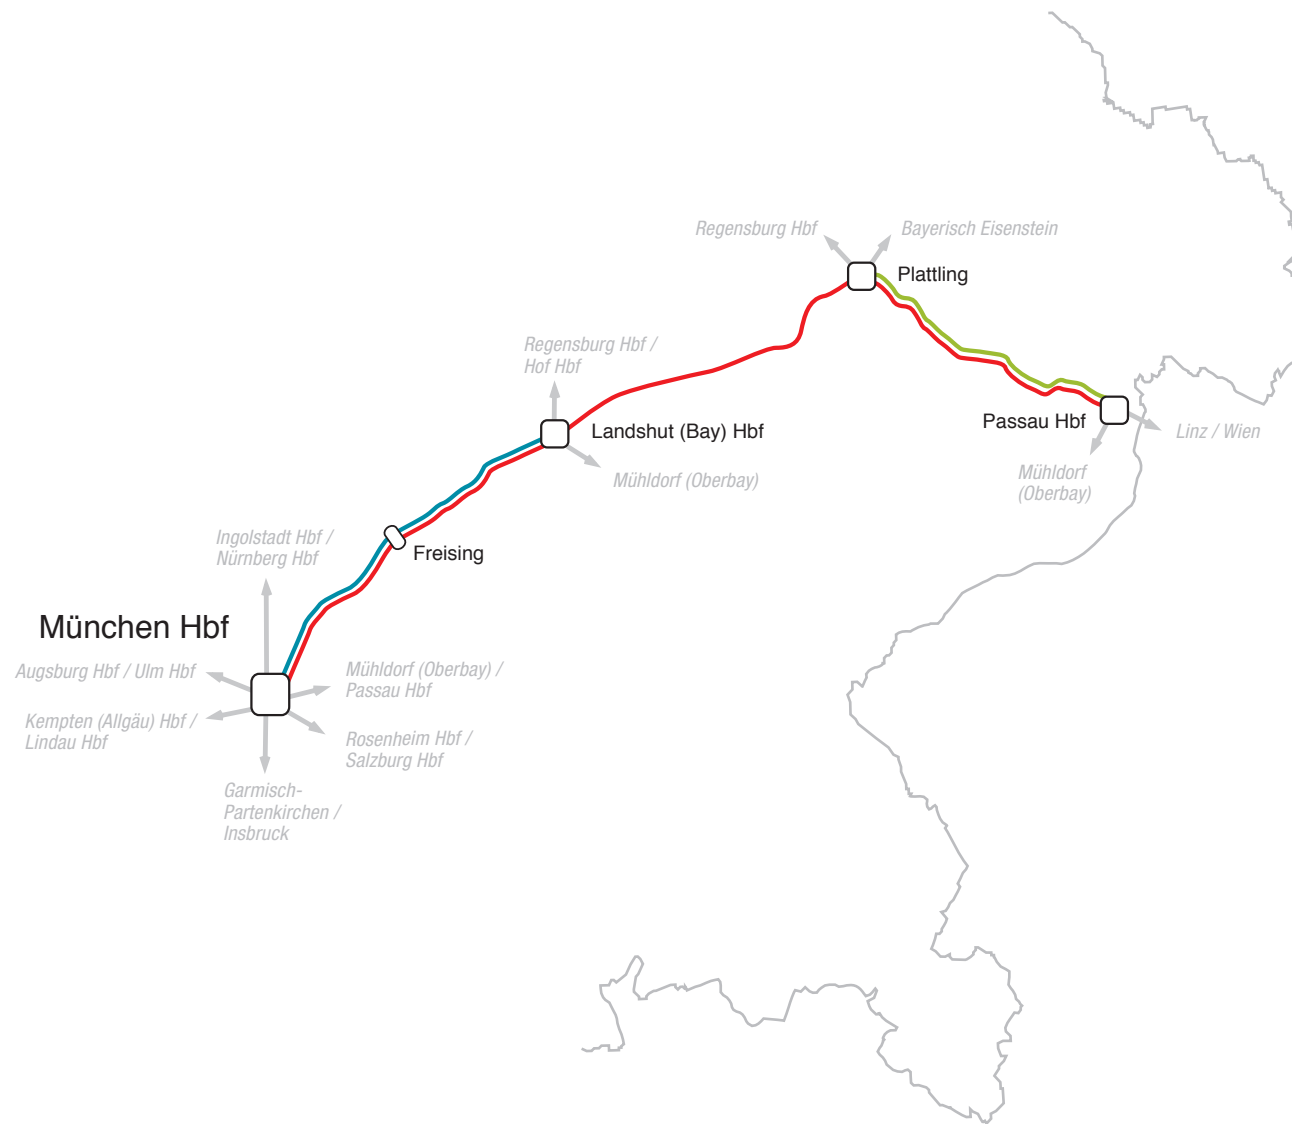 Regensburg Hbf
Bayerisch Eisenstein
Plattling
Regensburg Hbf /
Hof Hbf
Landshut (Bay) Hbf
Passau Hbf
Linz / Wien
Mühldorf (Oberbay)
Mühldorf
(Oberbay)
Ingolstadt Hbf /
Nürnberg Hbf
Freising
München Hbf
Augsburg Hbf / Ulm Hbf
Mühldorf (Oberbay) /
Passau Hbf
Kempten (Allgäu) Hbf /
Lindau Hbf
Rosenheim Hbf /
Salzburg Hbf
Garmisch-
Partenkirchen /
Insbruck